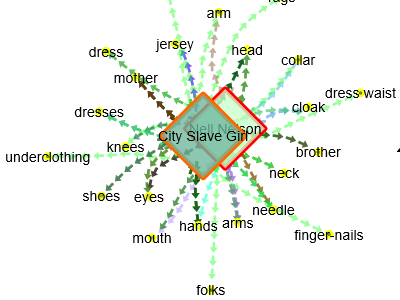 rugs
arm
jersey
head
dress
collar
mother
dress waist
cloak
dresses
Nell Nelson
City Slave Girl
knees
brother
underclothing
neck
shoes
eyes
needle
hands
arms
mouth
finger-nails
folks